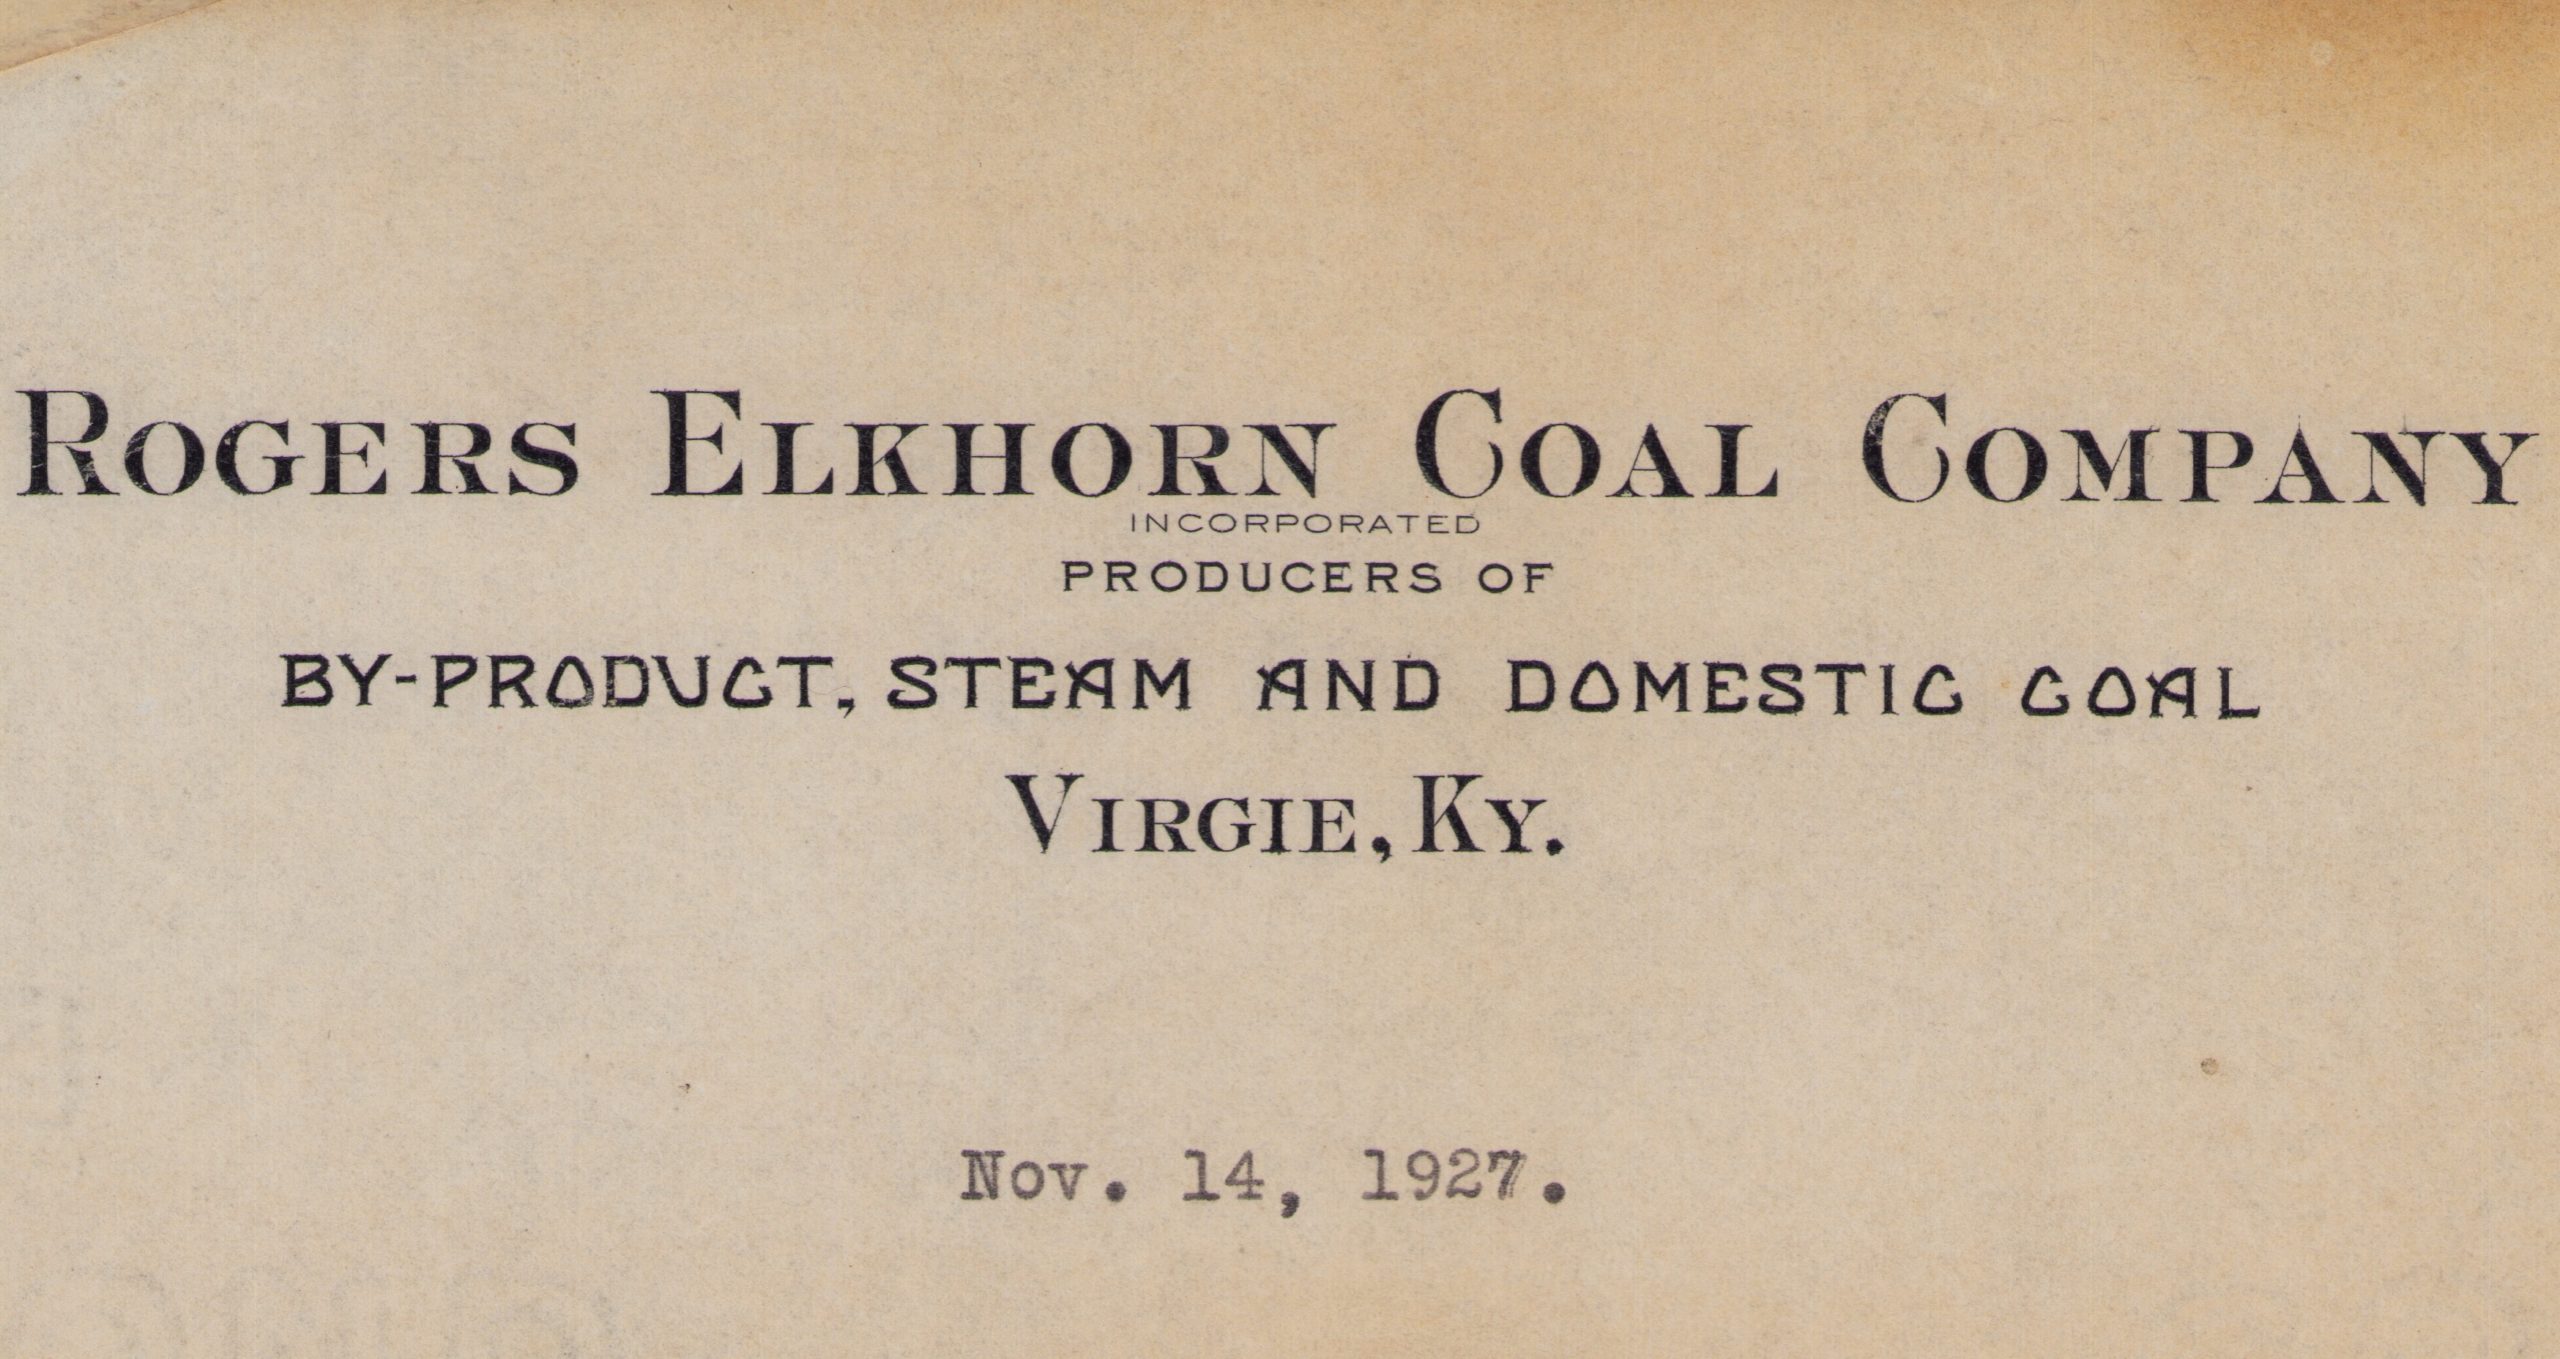 ROGERS ELKHORN COAL COMPANY
INCORPORATED
PRODUCERS OF
BY-PRODUCT, STEAM AND DOMESTIC COAL
VIRGIE, KY.
Nov. 14, 1927.